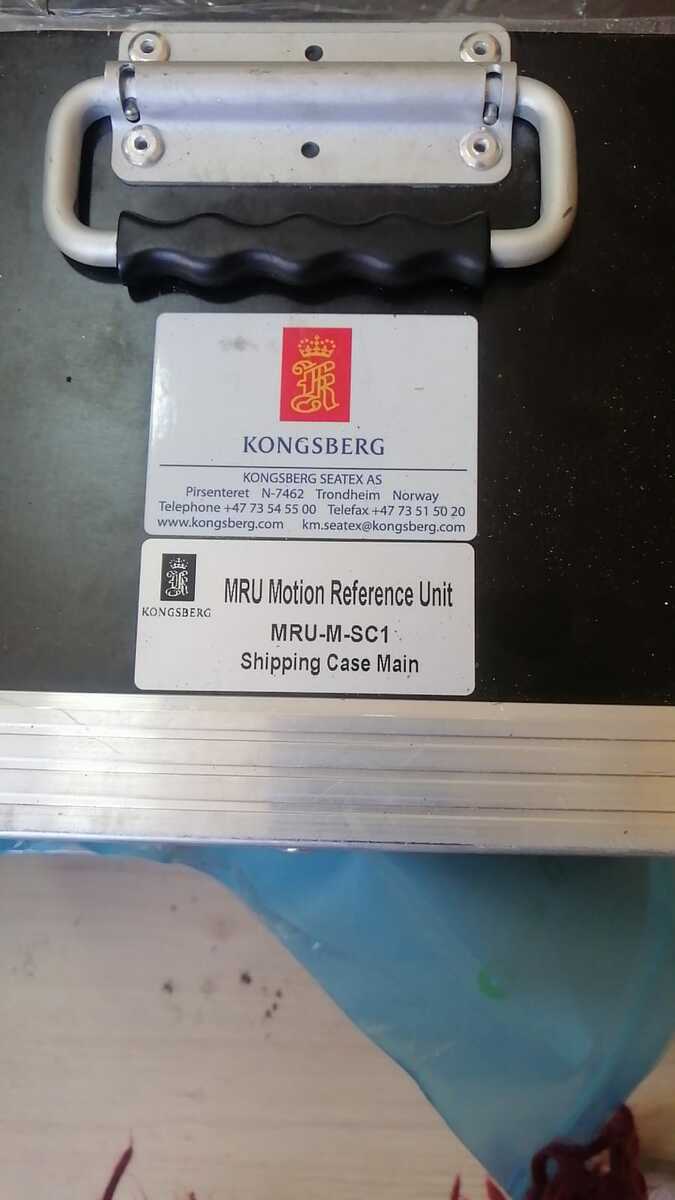 KONGSBERG
KONGSBERG SEATEX AS
Pirsenteret N-7462 Trondheim Norway
Telephone +47 73 54 55 00 Telefax +47 73 51 50 20
www.kongsberg.com km.seatex@kongsberg.com
KONGSBERG
MRU Motion Reference Unit
MRU-M-SC1
Shipping Case Main